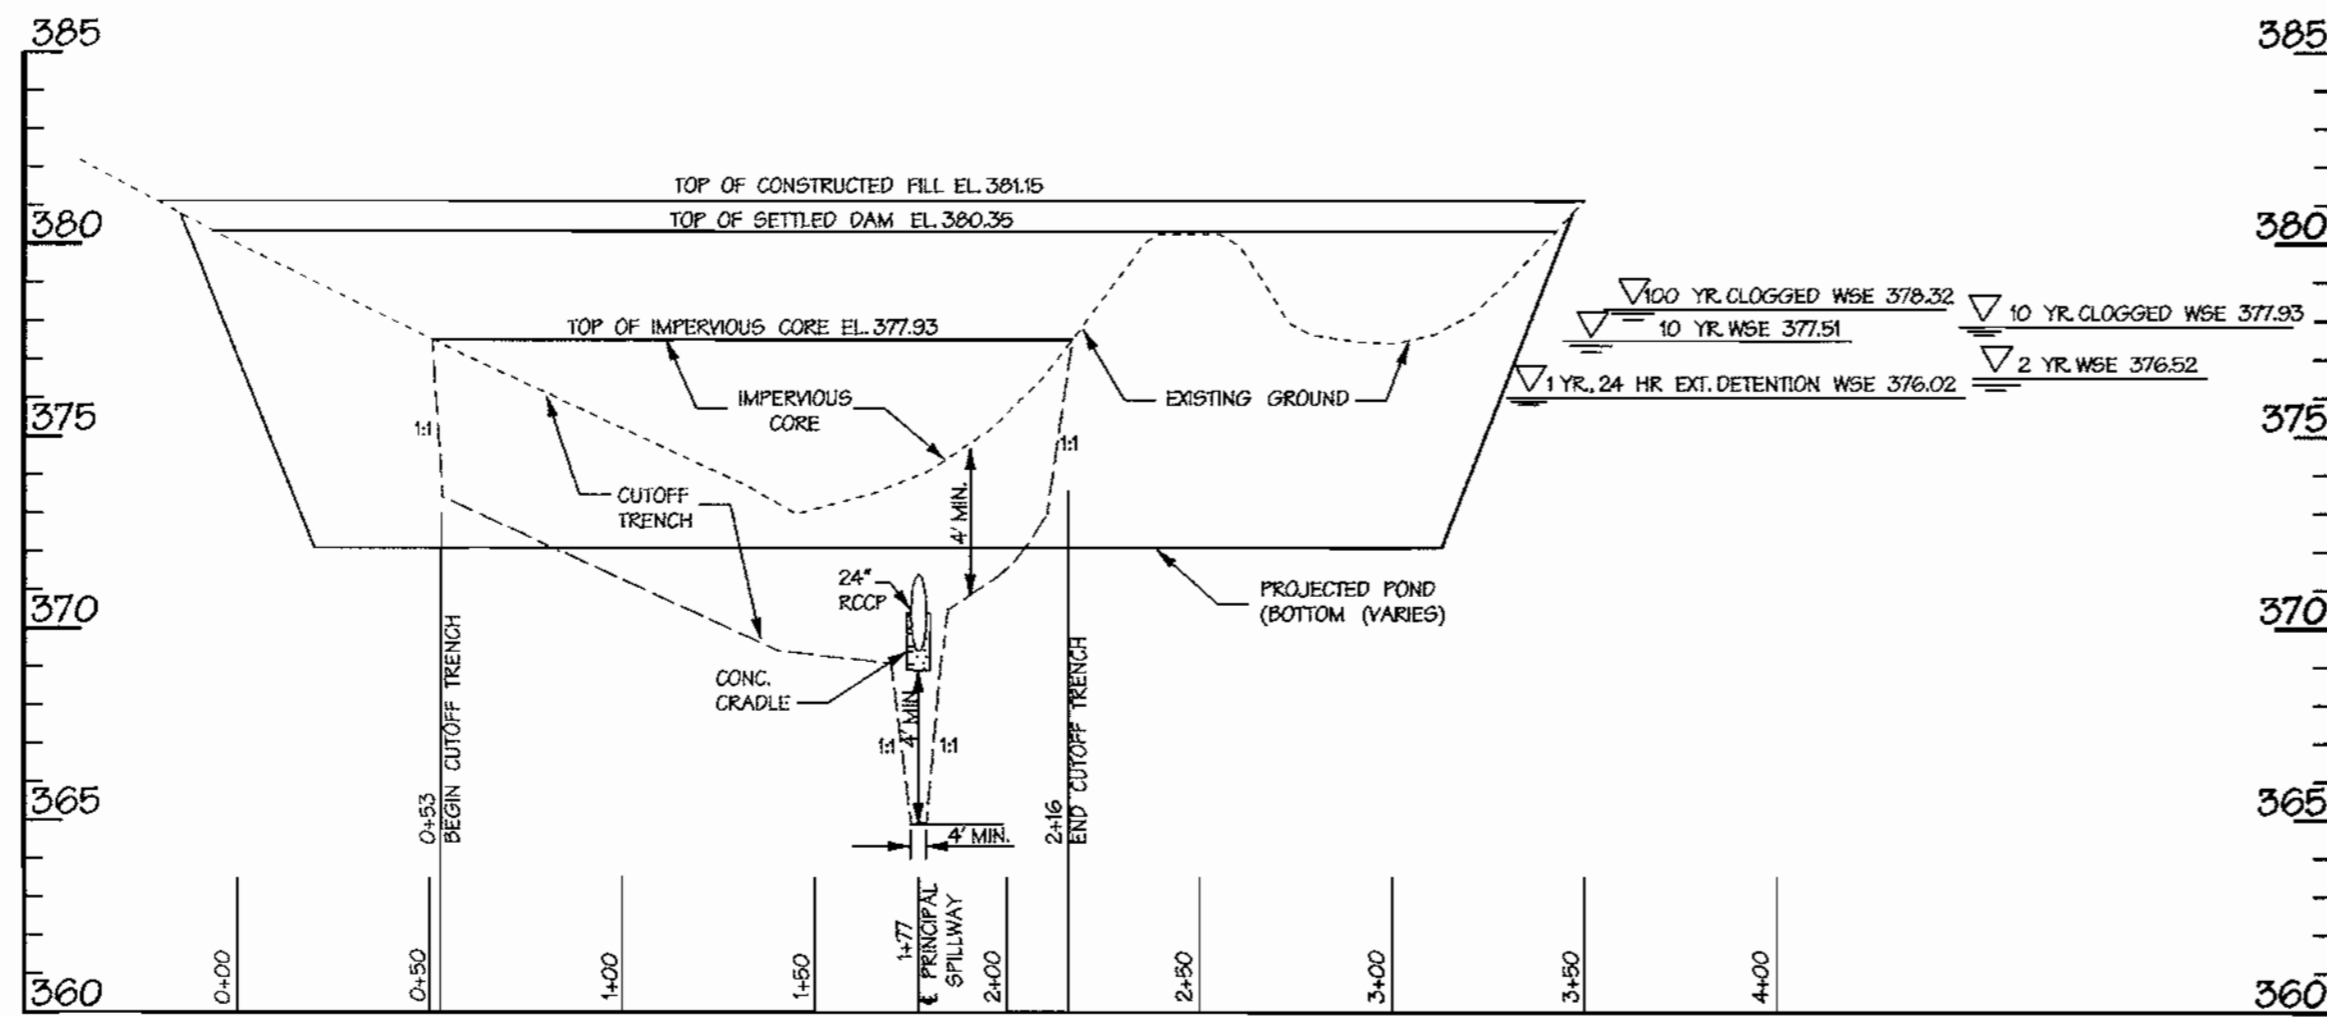 385
385
TOP OF CONSTRUCTED FILL EL. 381.15
TOP OF SETTLED DAM EL. 380.35
380
380
100 YR. CLOGGED WSE 378.32
10 YR. CLOGGED WSE 377.93
10 YR. WSE 377.51
TOP OF IMPERVIOUS CORE EL. 377.93
2 YR. WSE 376.52
1 YR., 24 HR EXT. DETENTION WSE 376.02
IMPERVIOUS
CORE
EXISTING GROUND
375
375
1:1
1:1
CUTOFF
TRENCH
4' MIN.
24"
RCCP
PROJECTED POND
(BOTTOM (VARIES)
370
370
CONC.
CRADLE
4' MIN.
1:1
1:1
0+53
BEGIN CUTOFF TRENCH
2+16
END CUTOFF TRENCH
365
365
4' MIN.
0+00
0+50
1+00
1+50
1+77
℄ PRINCIPAL
SPILLWAY
2+00
2+50
3+00
3+50
4+00
360
360